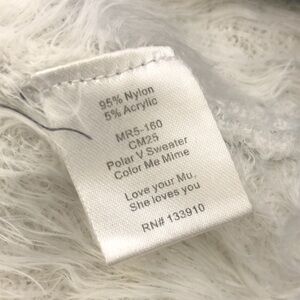 95% Nylon
5% Acrylic
MR5-160
CM25
Polar V Sweater
Color Me Mime
Love your Mu,
She loves you
RN# 133910